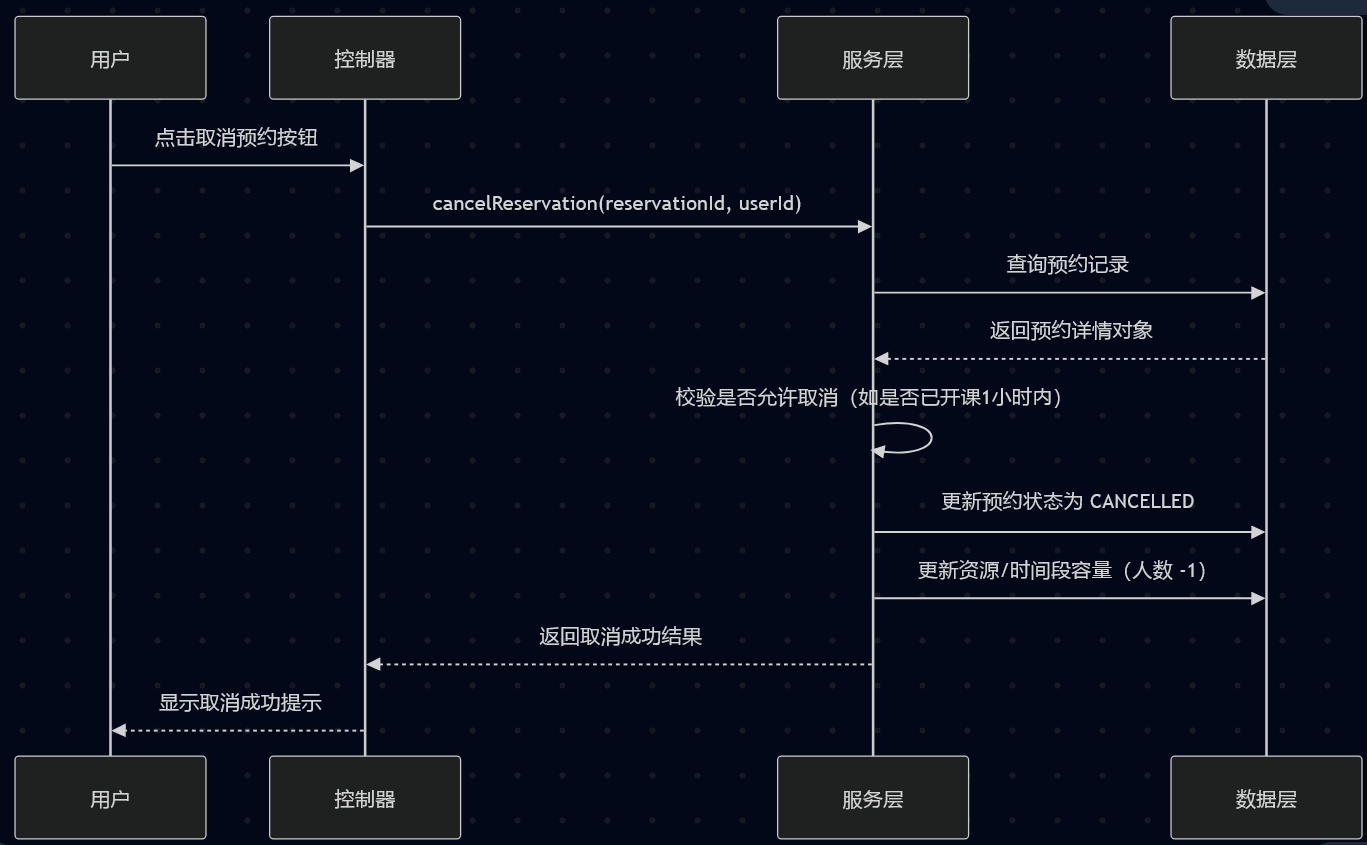 用户
控制器
服务层
数据层
点击取消预约按钮
cancelReservation(reservationId, userId)
查询预约记录
返回预约详情对象
校验是否允许取消（如是否已开课1小时内）
更新预约状态为 CANCELLED
更新资源/时间段容量（人数 -1）
返回取消成功结果
显示取消成功提示
用户
控制器
服务层
数据层